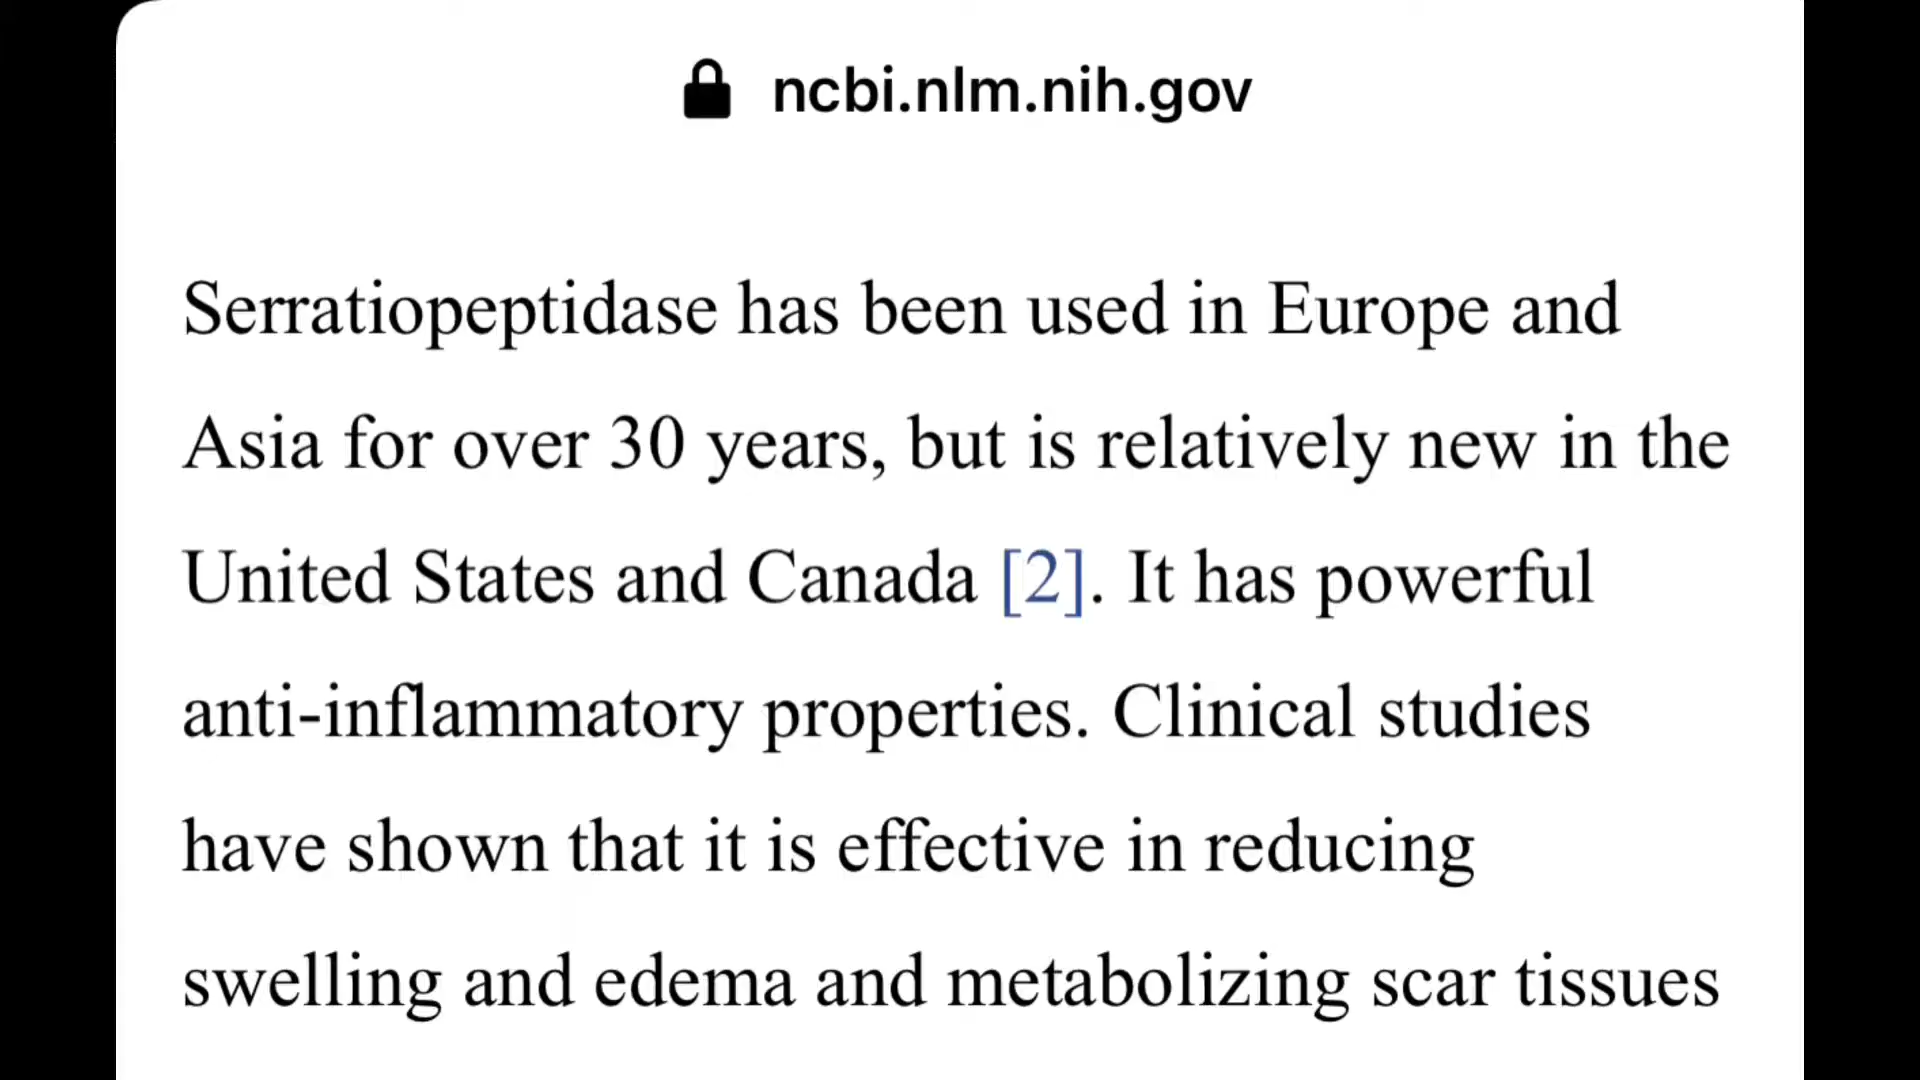 ncbi.nlm.nih.gov
Serratiopeptidase has been used in Europe and
Asia for over 30 years, but is relatively new in the
United States and Canada [2]. It has powerful
anti-inflammatory properties. Clinical studies
have shown that it is effective in reducing
swelling and edema and metabolizing scar tissues